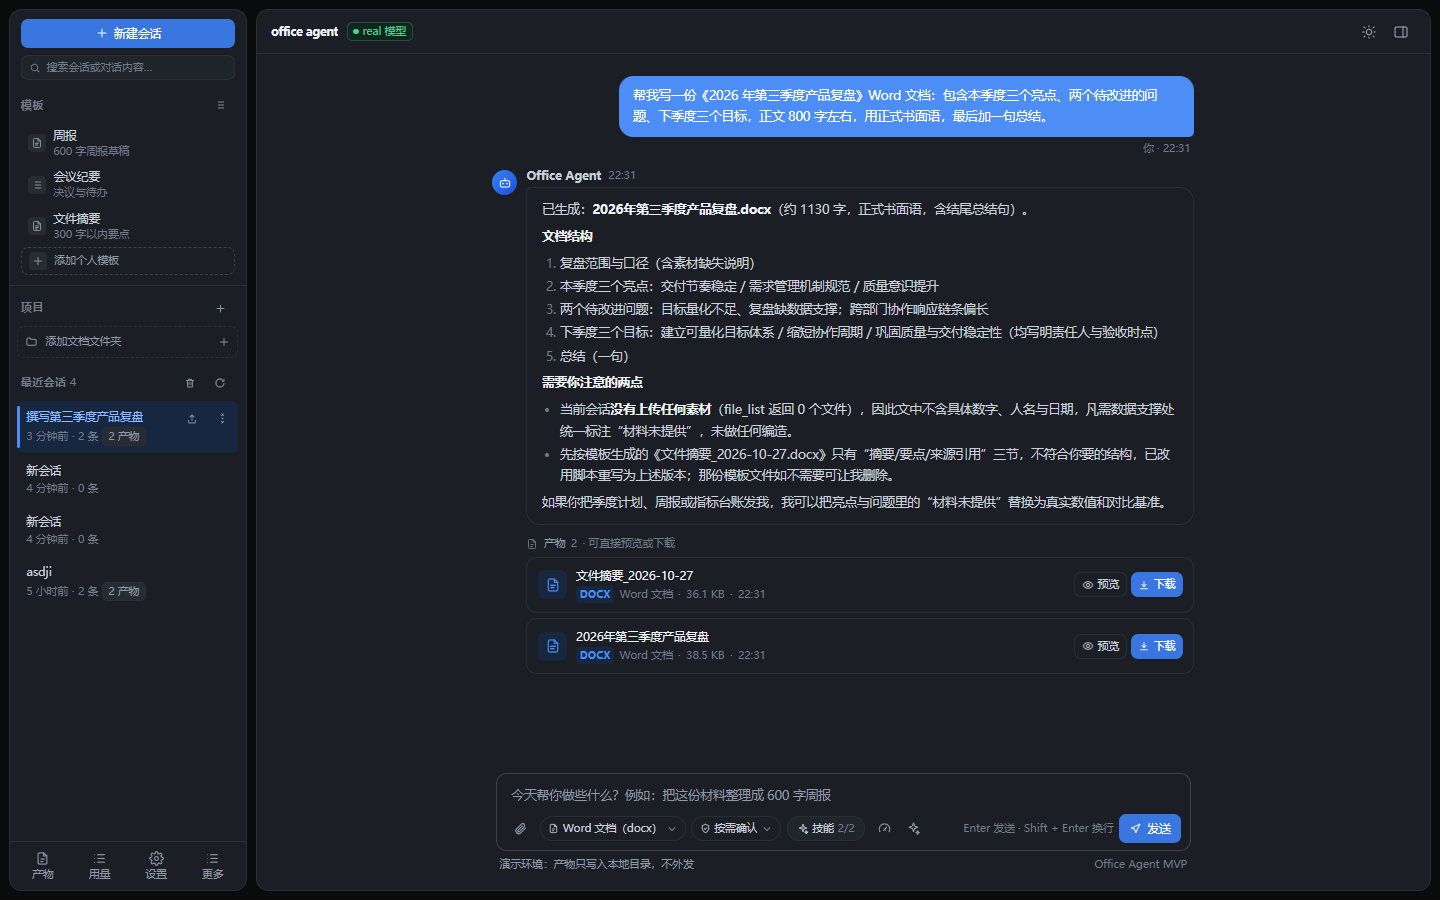 新建会话
搜索会话或对话内容...
模板
周报
600 字周报草稿
会议纪要
决议与待办
文件摘要
300 字以内要点
添加个人模板
项目
添加文档文件夹
最近会话 4
撰写第三季度产品复盘
3 分钟前 · 2 条 2 产物
新会话
4 分钟前 · 0 条
新会话
4 分钟前 · 0 条
asdji
5 小时前 · 2 条 2 产物
产物
用量
设置
更多
office agent
real 模型
帮我写一份《2026 年第三季度产品复盘》Word 文档：包含本季度三个亮点、两个待改进的问
题、下季度三个目标，正文 800 字左右，用正式书面语，最后加一句总结。
你 · 22:31
Office Agent 22:31
已生成：2026年第三季度产品复盘.docx（约 1130 字，正式书面语，含结尾总结句）。
文档结构
1. 复盘范围与口径（含素材缺失说明）
2. 本季度三个亮点：交付节奏稳定 / 需求管理机制规范 / 质量意识提升
3. 两个待改进问题：目标量化不足、复盘缺数据支撑；跨部门协作响应链条偏长
4. 下季度三个目标：建立可量化目标体系 / 缩短协作周期 / 巩固质量与交付稳定性（均写明责任人与验收时点）
5. 总结（一句）
需要你注意的两点
• 当前会话没有上传任何素材（file_list 返回 0 个文件），因此文中不含具体数字、人名与日期，凡需数据支撑处
统一标注“材料未提供”，未做任何编造。
• 先按模板生成的《文件摘要_2026-10-27.docx》只有“摘要/要点/来源引用”三节，不符合你要的结构，已改
用脚本重写为上述版本；那份模板文件如不需要可让我删除。
如果你把季度计划、周报或指标台账发我，我可以把亮点与问题里的“材料未提供”替换为真实数值和对比基准。
产物 2 · 可直接预览或下载
文件摘要_2026-10-27
DOCX Word 文档 · 36.1 KB · 22:31
预览
下载
2026年第三季度产品复盘
DOCX Word 文档 · 38.5 KB · 22:31
预览
下载
今天帮你做些什么？例如：把这份材料整理成 600 字周报
Word 文档（docx）
按需确认
技能 2/2
Enter 发送 · Shift + Enter 换行
发送
演示环境：产物只写入本地目录，不外发
Office Agent MVP